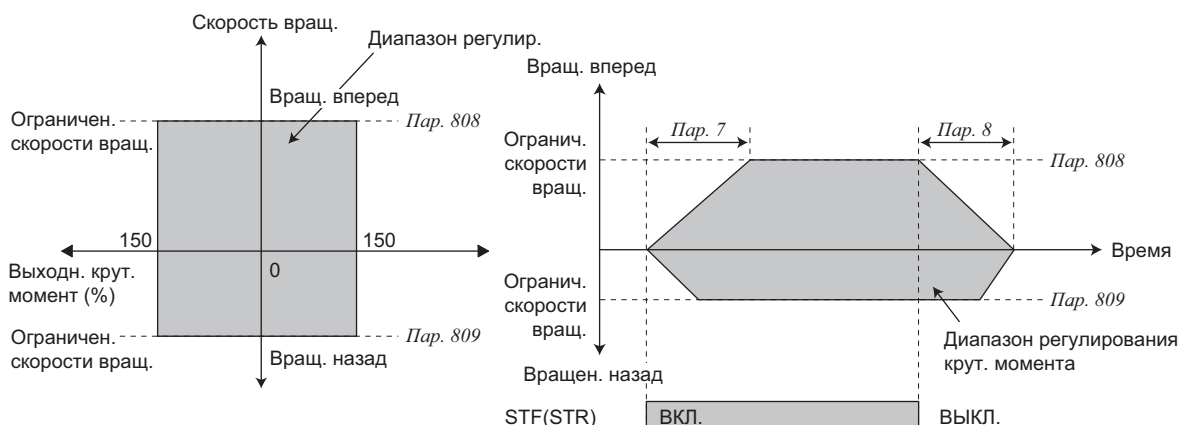 Скорость вращ.
Диапазон регулир.
Вращ. вперед
Ограничен.
скорости вращ.
Пар. 808
150
150
0
Выходн. крут.
момент (%)
Ограничен.
скорости вращ.
Пар. 809
Вращ. назад
Вращ. вперед
Пар. 7
Пар. 8
Огранич.
скорости
вращ.
Пар. 808
Время
Огранич.
скорости
вращ.
Пар. 809
Диапазон регулирования
крут. момента
Вращен. назад
STF(STR)
ВКЛ.
ВЫКЛ.